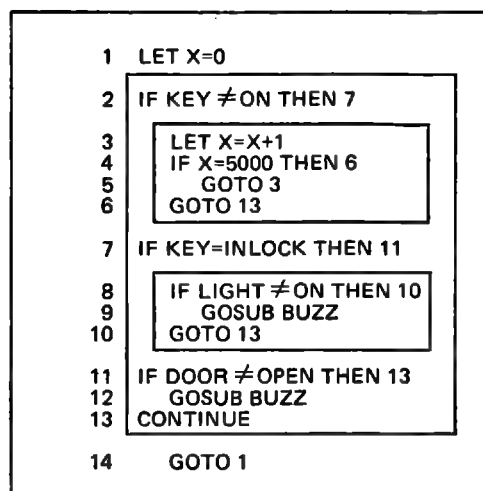 1 LET X=0
2 IF KEY ≠ ON THEN 7
3 LET X=X+1
4 IF X=5000 THEN 6
5 GOTO 3
6 GOTO 13
7 IF KEY=INLOCK THEN 11
8 IF LIGHT ≠ ON THEN 10
9 GOSUB BUZZ
10 GOTO 13
11 IF DOOR ≠ OPEN THEN 13
12 GOSUB BUZZ
13 CONTINUE
14 GOTO 1